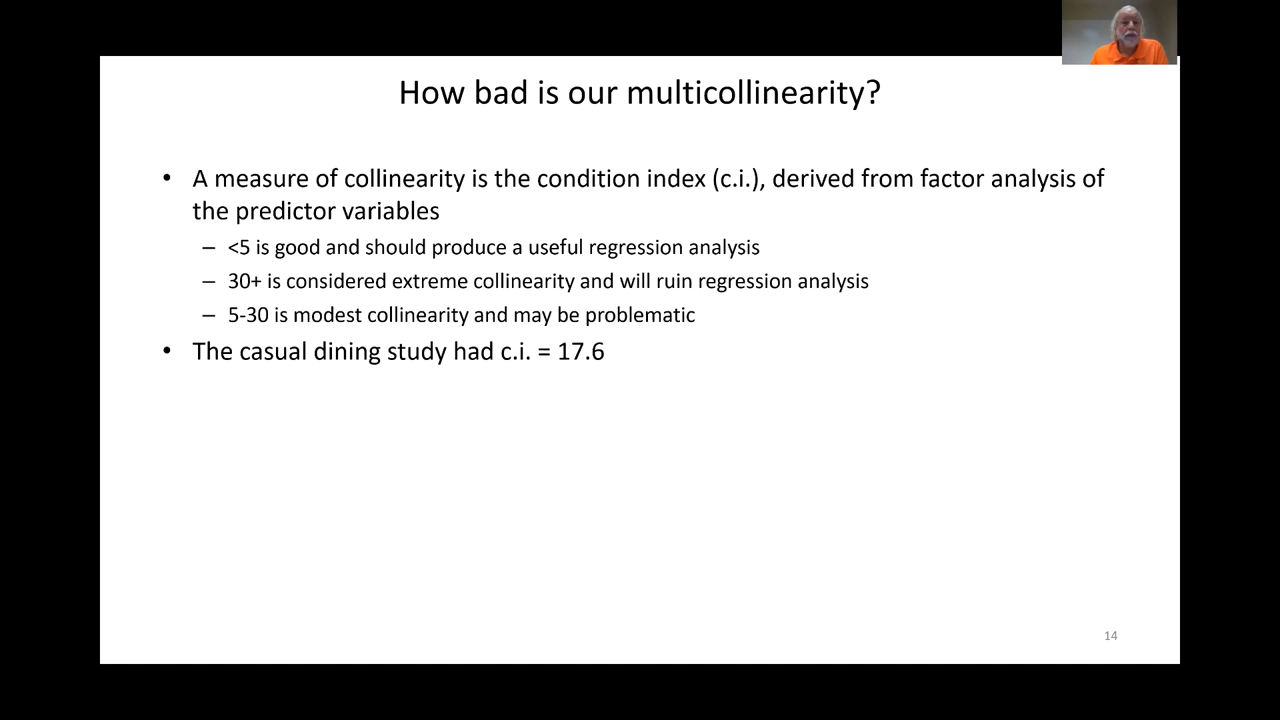 How bad is our multicollinearity?
• A measure of collinearity is the condition index (c.i.), derived from factor analysis of
the predictor variables
– <5 is good and should produce a useful regression analysis
– 30+ is considered extreme collinearity and will ruin regression analysis
– 5-30 is modest collinearity and may be problematic
• The casual dining study had c.i. = 17.6
14